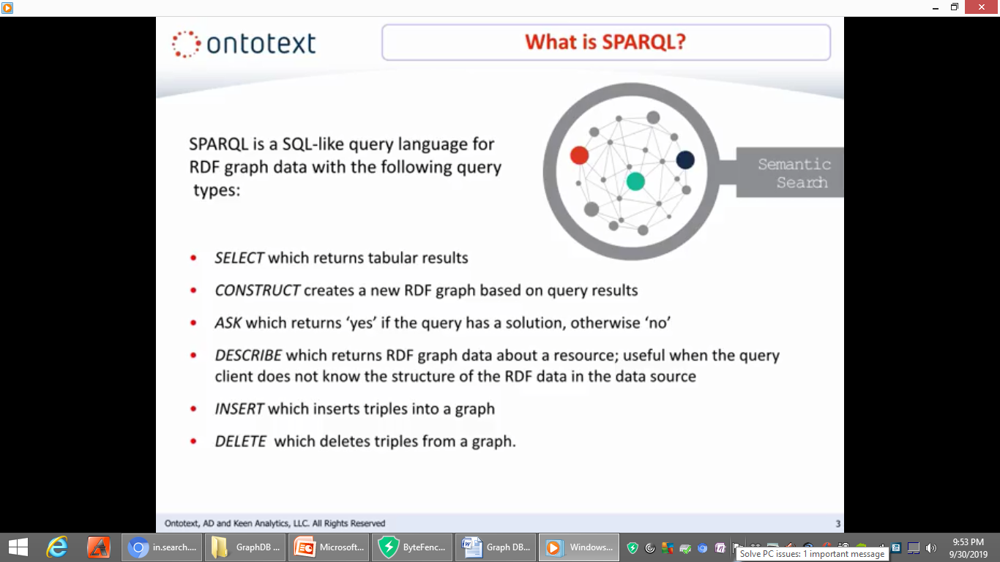 ontotext
What is SPARQL?
SPARQL is a SQL-like query language for
RDF graph data with the following query
types:
Semantic
Search
• SELECT which returns tabular results
• CONSTRUCT creates a new RDF graph based on query results
• ASK which returns ‘yes’ if the query has a solution, otherwise ‘no’
• DESCRIBE which returns RDF graph data about a resource; useful when the query
client does not know the structure of the RDF data in the data source
• INSERT which inserts triples into a graph
• DELETE which deletes triples from a graph.
Ontotext, AD and Keen Analytics, LLC. All Rights Reserved
3
in.search....
GraphDB ...
Microsoft...
ByteFenc...
Graph DB...
Windows...
Solve PC issues: 1 important message
9:53 PM
9/30/2019